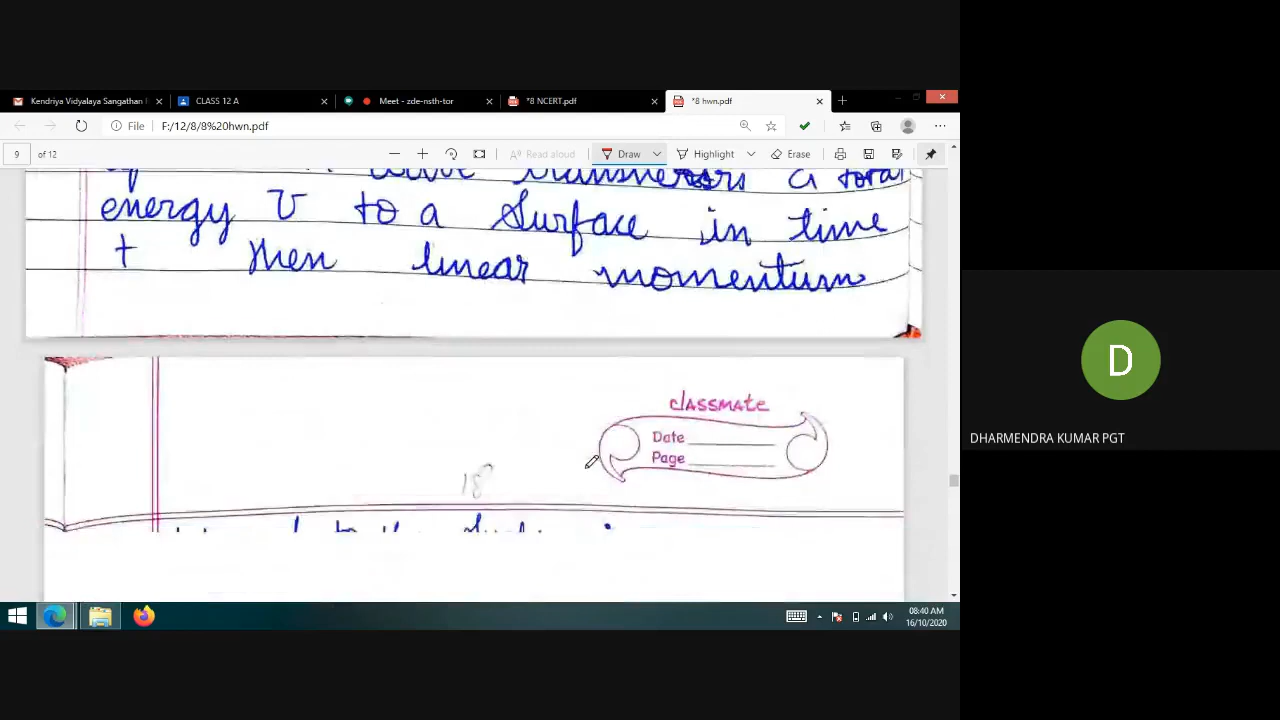 Kendriya Vidyalaya Sangathan
CLASS 12 A
Meet - zde-nsth-tor
*8 NCERT.pdf
*8 hwn.pdf
File F:/12/8/8%20hwn.pdf
9 of 12
Read aloud
Draw
Highlight
Erase
a total
energy U to a Surface in time
t then linear momentum
classmate
Date
Page
18
D
DHARMENDRA KUMAR PGT
08:40 AM
16/10/2020